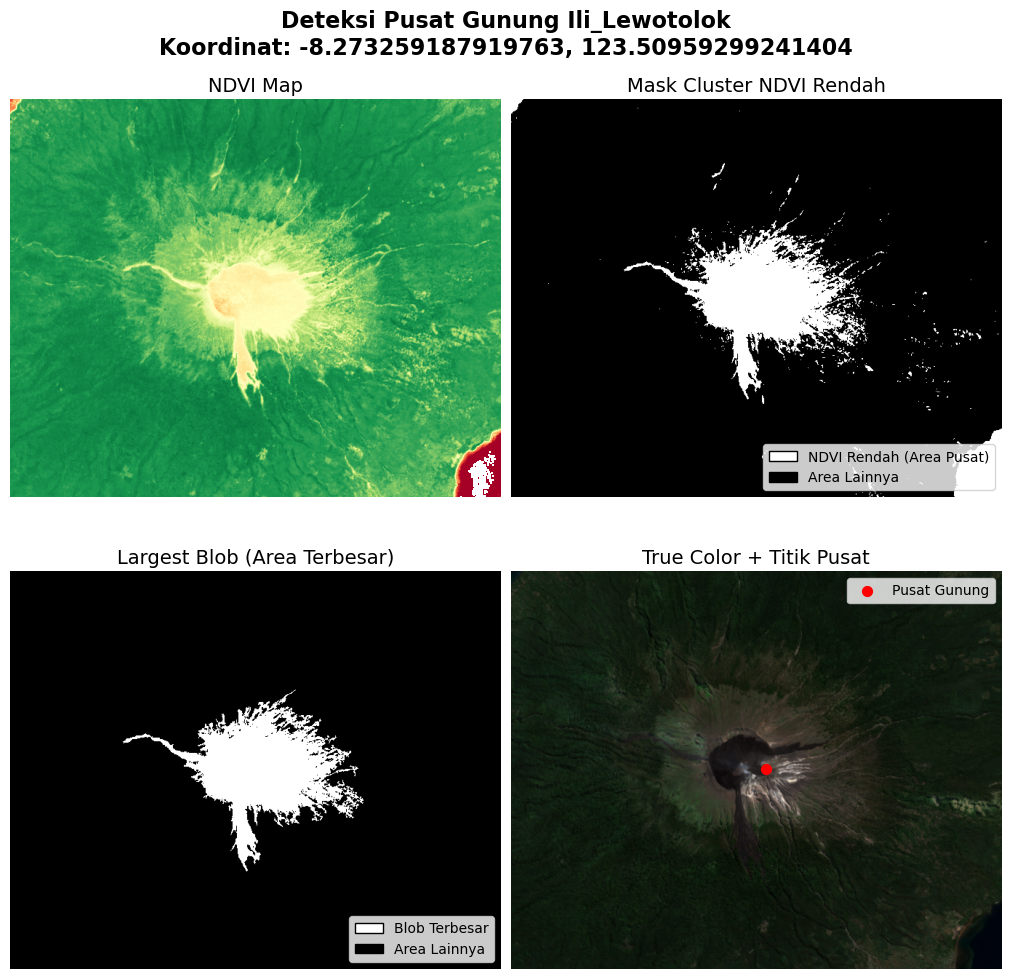 Deteksi Pusat Gunung Ili_Lewotolok
Koordinat: -8.273259187919763, 123.50959299241404
NDVI Map
Mask Cluster NDVI Rendah
NDVI Rendah (Area Pusat)
Area Lainnya
Largest Blob (Area Terbesar)
True Color + Titik Pusat
Blob Terbesar
Area Lainnya
Pusat Gunung